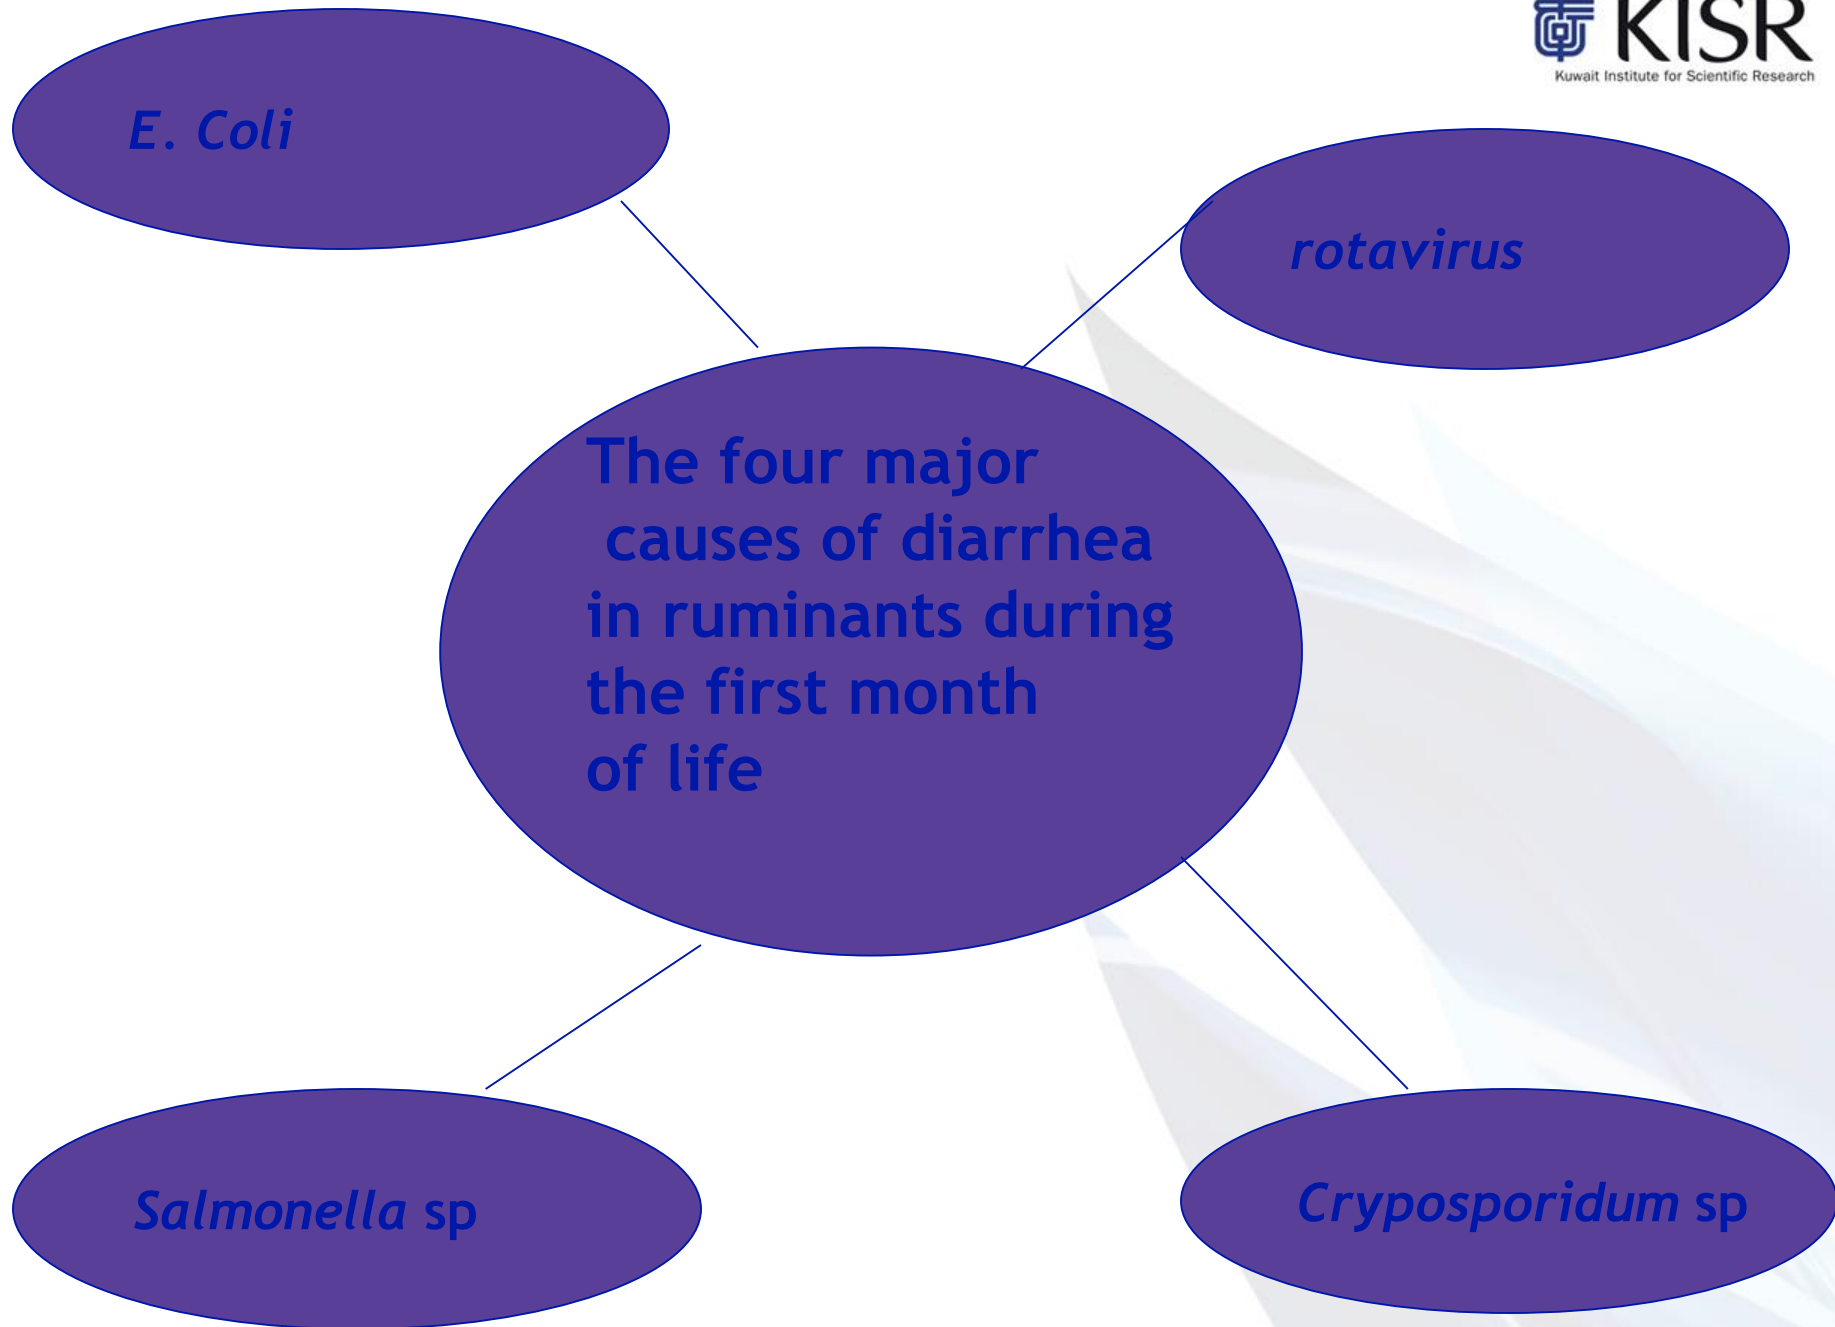 KISR
Kuwait Institute for Scientific Research
E. Coli
rotavirus
The four major
causes of diarrhea
in ruminants during
the first month
of life
Salmonella sp
Cryposporidum sp